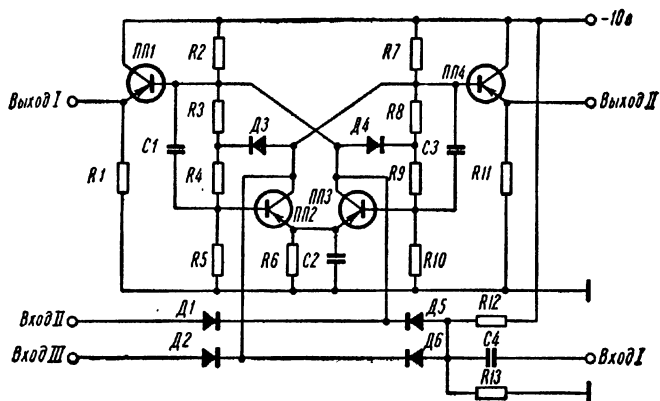 -10в
ПП1
R2
R7
ПП4
Выход I
Выход II
R3
R8
Д3
Д4
C1
C3
R1
R4
R9
R11
ПП2
ПП3
R5
R6
C2
R10
Д1
Д5
R12
Вход II
Д2
Д6
C4
Вход III
Вход I
R13